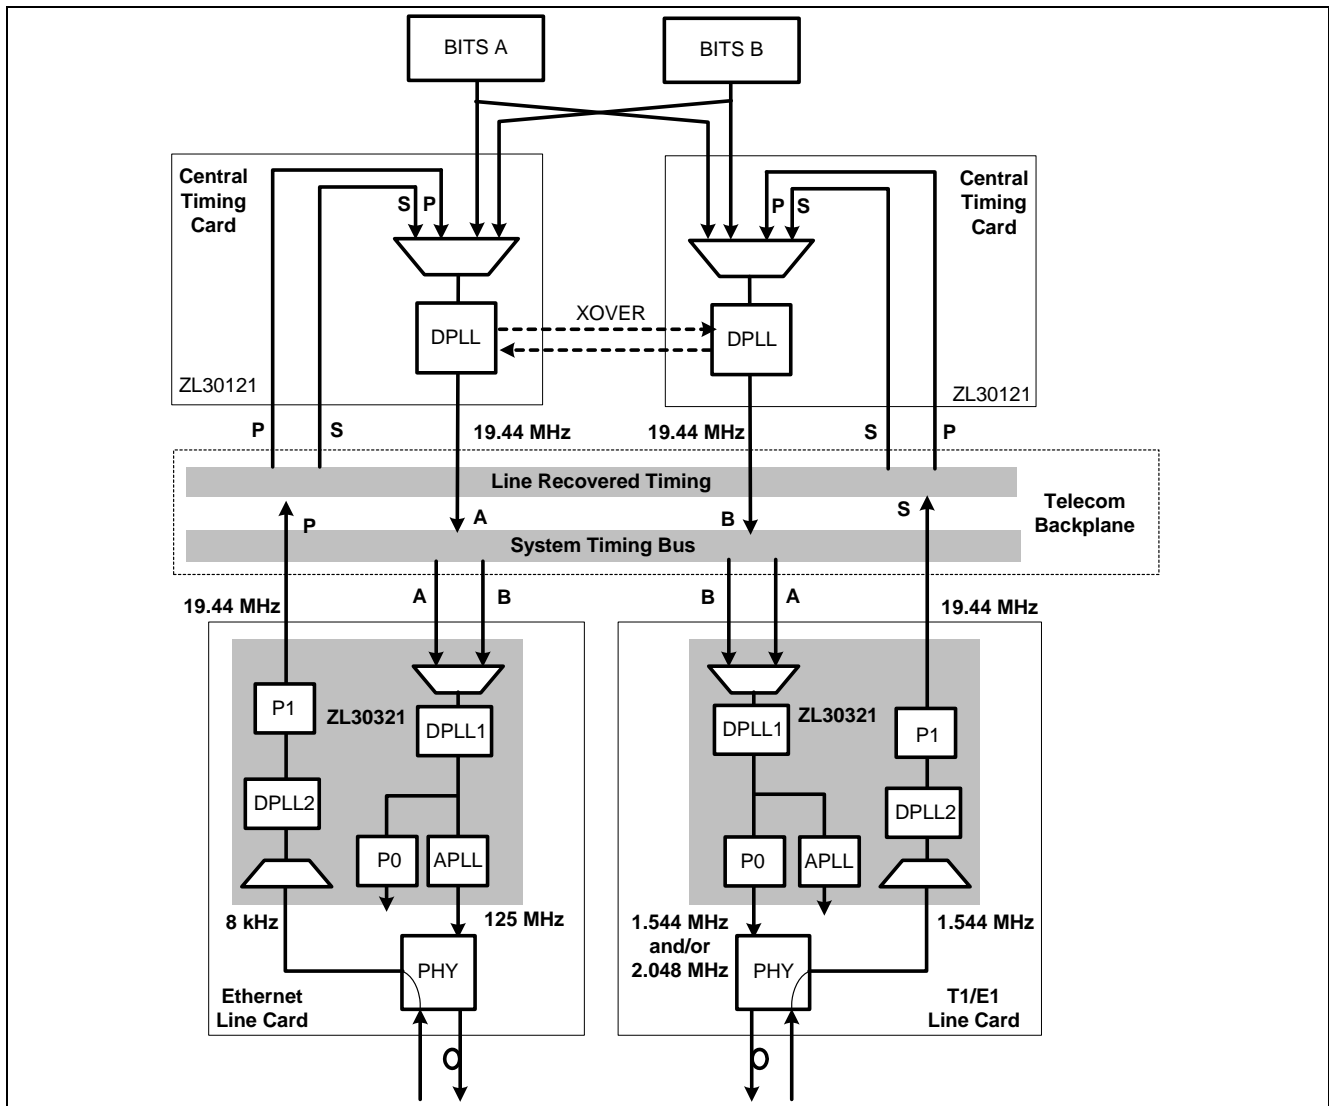 BITS A
BITS B
Central
Timing
Card
Central
Timing
Card
S P
P S
XOVER
DPLL
DPLL
ZL30121
ZL30121
P
S
19.44 MHz
19.44 MHz
S
P
Line Recovered Timing
Telecom
Backplane
P
A
B
S
System Timing Bus
19.44 MHz
A
B
B
A
19.44 MHz
P1
ZL30321
DPLL1
DPLL1
ZL30321
P1
DPLL2
DPLL2
P0
APLL
P0
APLL
8 kHz
125 MHz
1.544 MHz
and/or
2.048 MHz
1.544 MHz
PHY
PHY
Ethernet
Line Card
T1/E1
Line Card